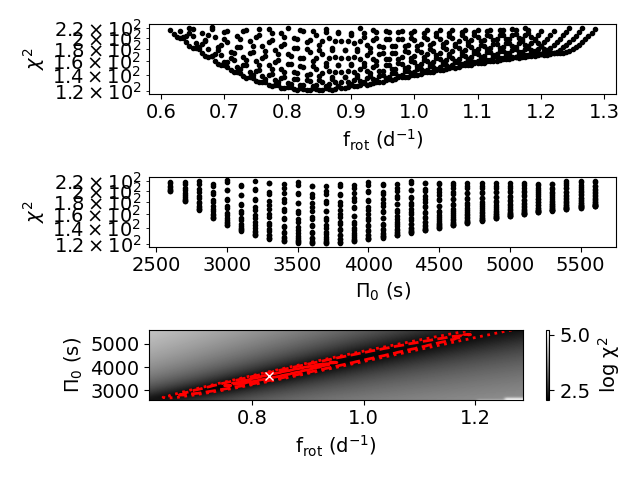 2.2 × 10²
2 × 10²
1.8 × 10²
1.6 × 10²
1.4 × 10²
1.2 × 10²
χ²
0.6 0.7 0.8 0.9 1.0 1.1 1.2 1.3
f_rot (d⁻¹)
2.2 × 10²
2 × 10²
1.8 × 10²
1.6 × 10²
1.4 × 10²
1.2 × 10²
χ²
2500 3000 3500 4000 4500 5000 5500
Π₀ (s)
5000
4000
3000
Π₀ (s)
0.8 1.0 1.2
f_rot (d⁻¹)
5.0
2.5
log χ²